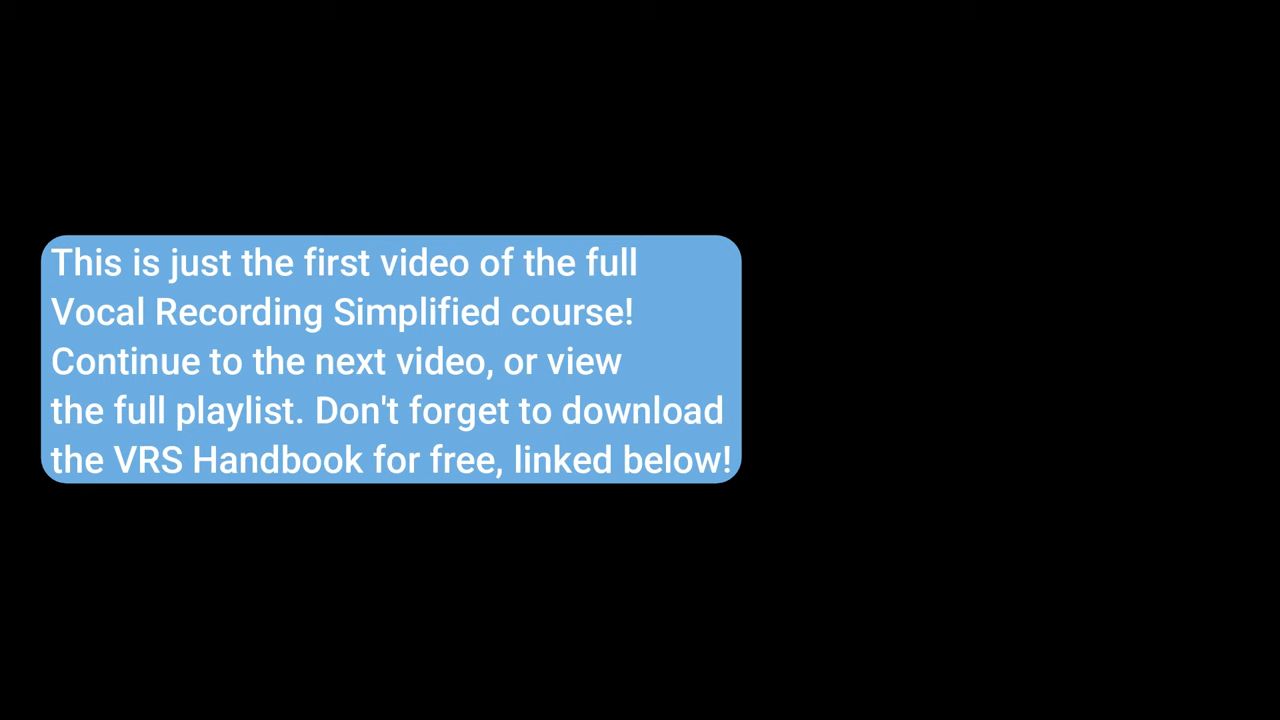 This is just the first video of the full
Vocal Recording Simplified course!
Continue to the next video, or view
the full playlist. Don't forget to download
the VRS Handbook for free, linked below!